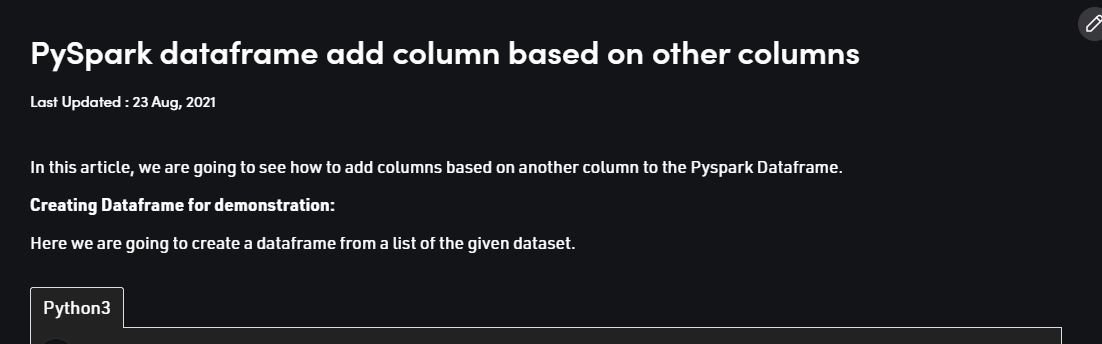 PySpark dataframe add column based on other columns
Last Updated : 23 Aug, 2021
In this article, we are going to see how to add columns based on another column to the Pyspark Dataframe.
Creating Dataframe for demonstration:
Here we are going to create a dataframe from a list of the given dataset.
Python3